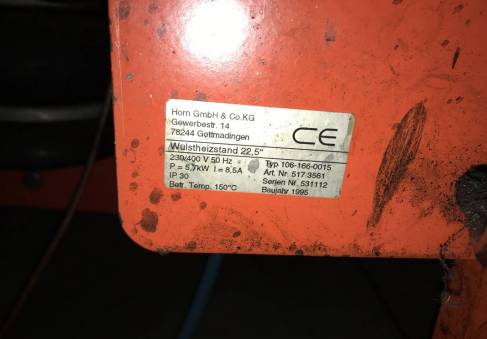 Horn GmbH & Co.KG
Gewerbestr. 14
78244 Gottmadingen
CE
Wulstheizstand 22,5"
230/400 V 50 Hz Typ 106-166-0015
P = 5,7kW I = 8,5A Art. Nr. 517 3561
IP 30 Serien Nr. 531112
Betr. Temp. 150°C Baujahr 1995